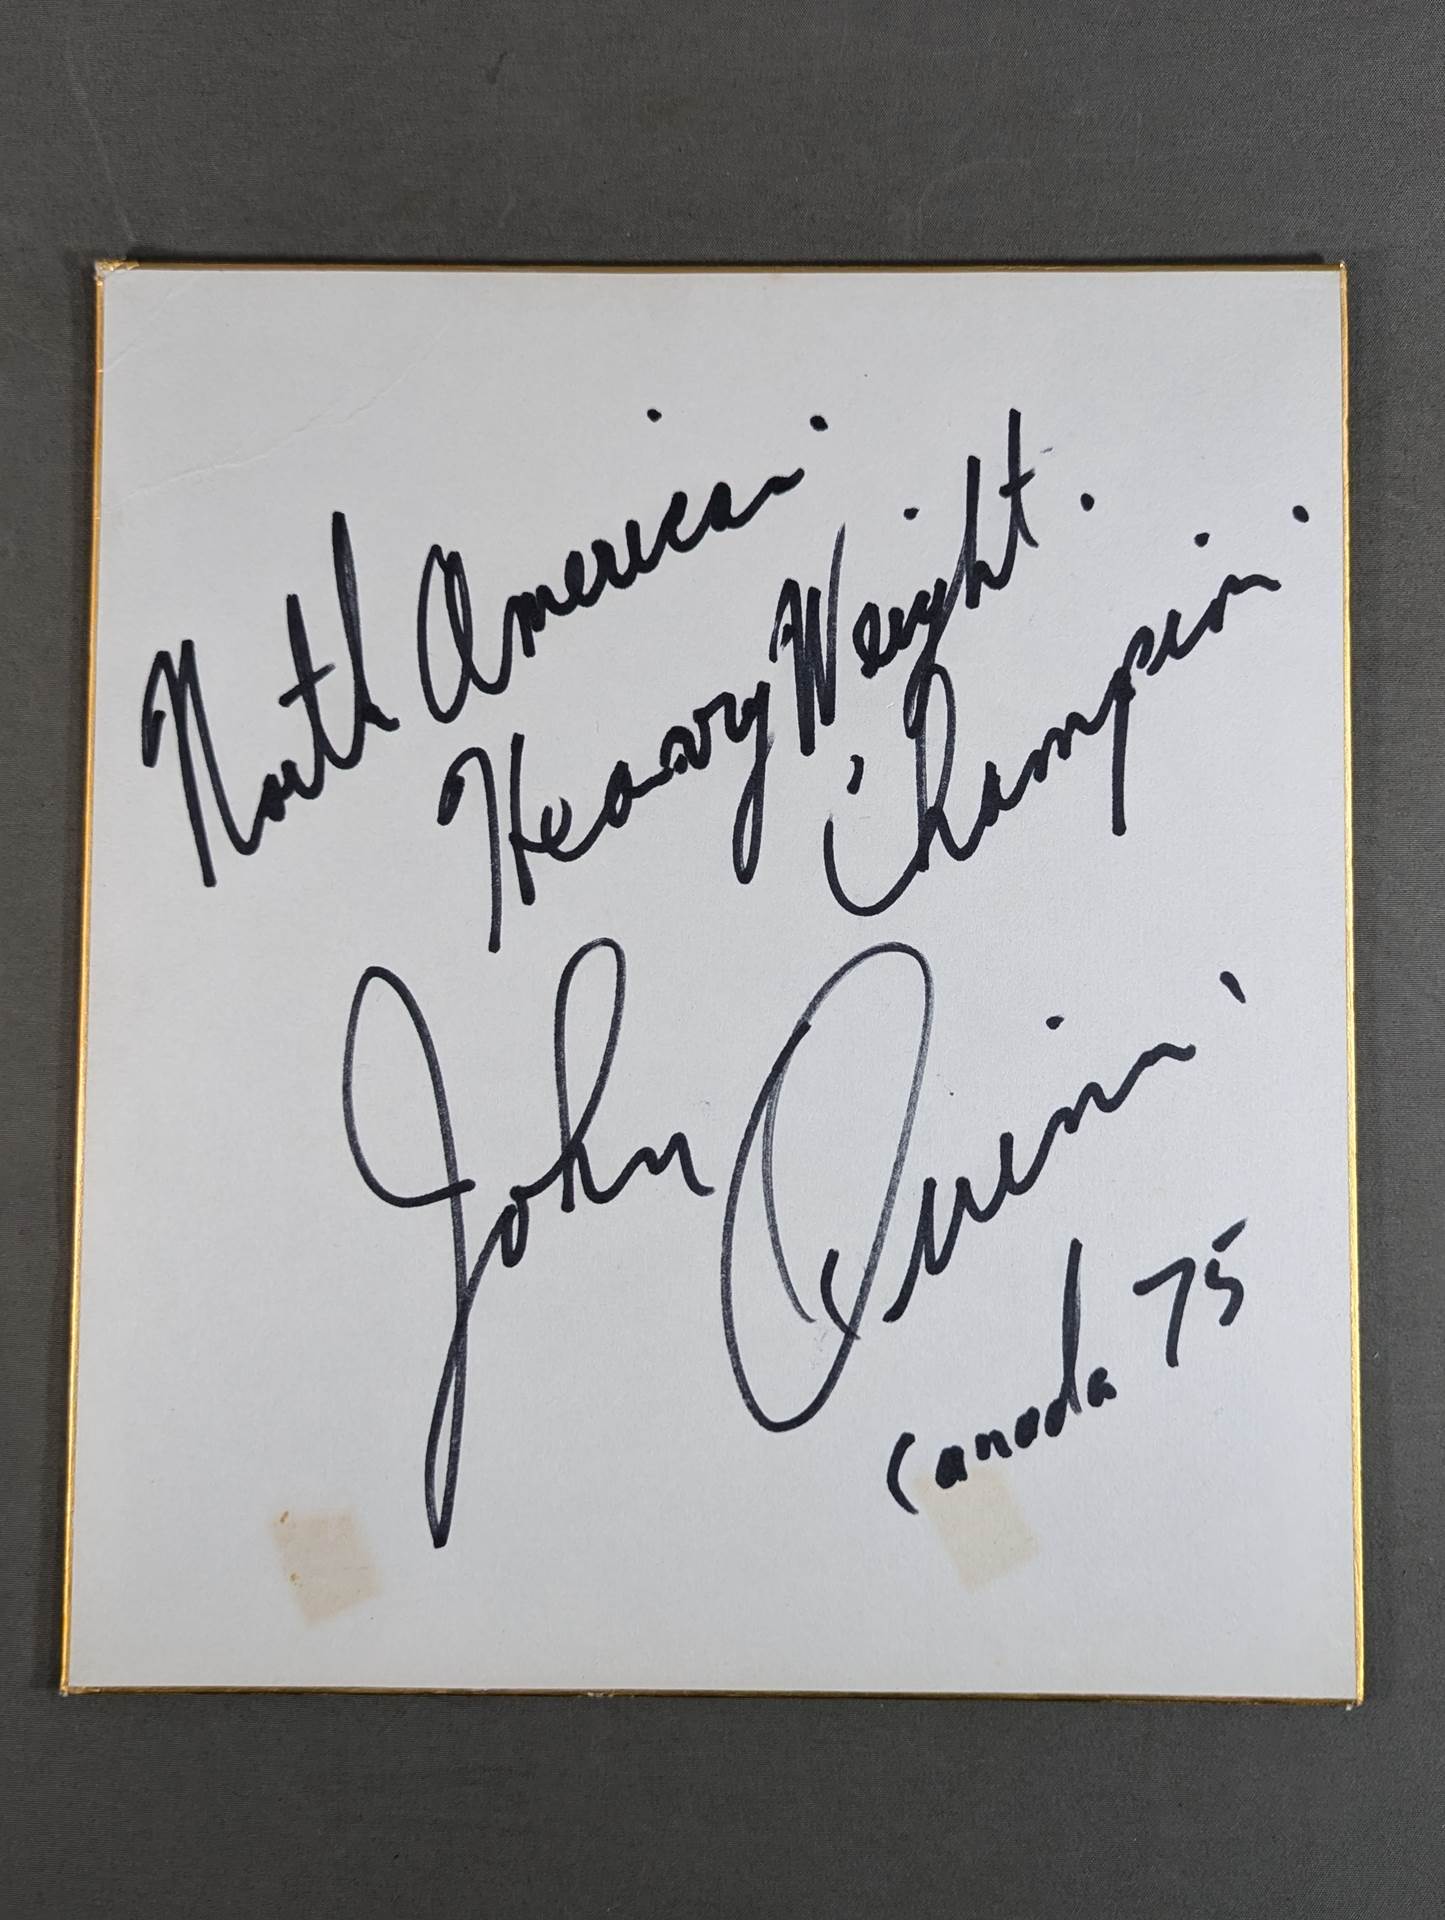 North American
Heavy Weight.
Champion
John Quinn
Canada 75